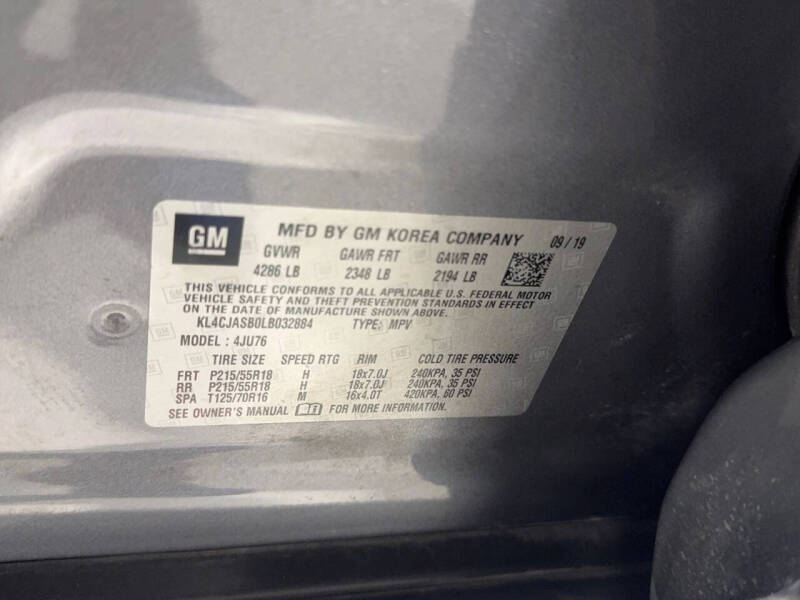 GM MFD BY GM KOREA COMPANY 09/19
GVWR GAWR FRT GAWR RR
4286 LB 2348 LB 2194 LB
THIS VEHICLE CONFORMS TO ALL APPLICABLE U.S. FEDERAL MOTOR
VEHICLE SAFETY AND THEFT PREVENTION STANDARDS IN EFFECT
ON THE DATE OF MANUFACTURE SHOWN ABOVE.
KL4CJASB0LB032884 TYPE: MPV
MODEL : 4JU76
TIRE SIZE SPEED RTG RIM COLD TIRE PRESSURE
FRT P215/55R18 H 18x7.0J 240KPA, 35 PSI
RR P215/55R18 H 18x7.0J 240KPA, 35 PSI
SPA T125/70R16 M 16x4.0T 420KPA, 60 PSI
SEE OWNER'S MANUAL FOR MORE INFORMATION.